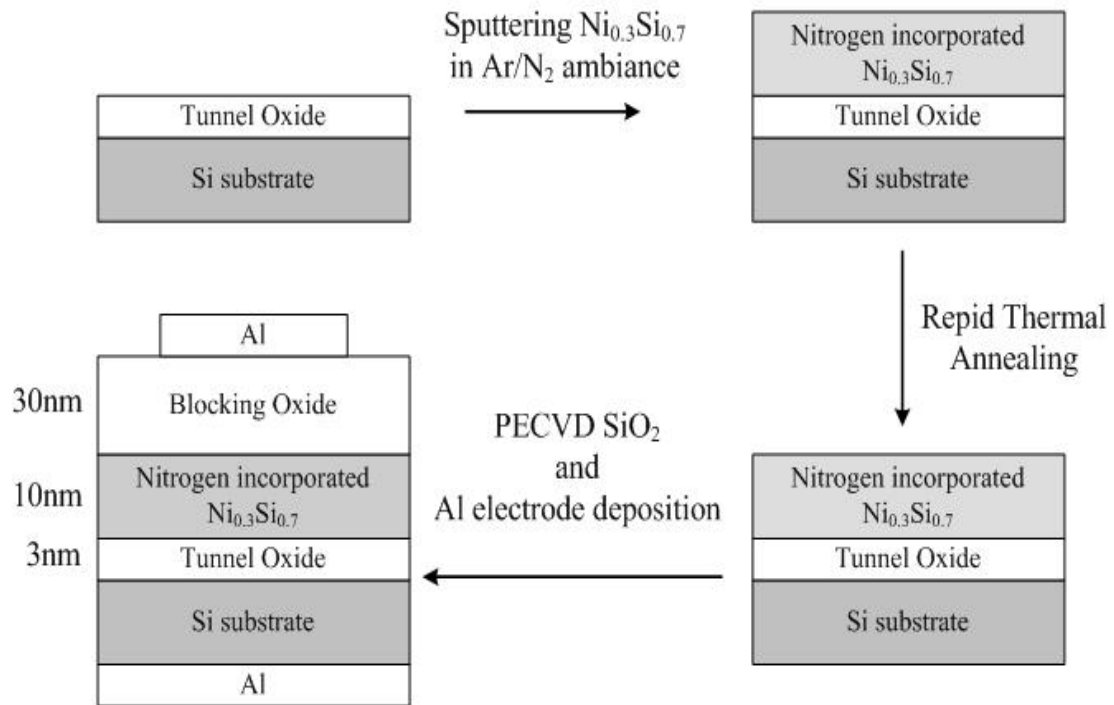 Tunnel Oxide
Si substrate
Sputtering Ni₀.₃Si₀.₇
in Ar/N₂ ambiance
Nitrogen incorporated
Ni₀.₃Si₀.₇
Tunnel Oxide
Si substrate
Repid Thermal
Annealing
Nitrogen incorporated
Ni₀.₃Si₀.₇
Tunnel Oxide
Si substrate
PECVD SiO₂
and
Al electrode deposition
Al
30nm Blocking Oxide
10nm Nitrogen incorporated
Ni₀.₃Si₀.₇
3nm Tunnel Oxide
Si substrate
Al